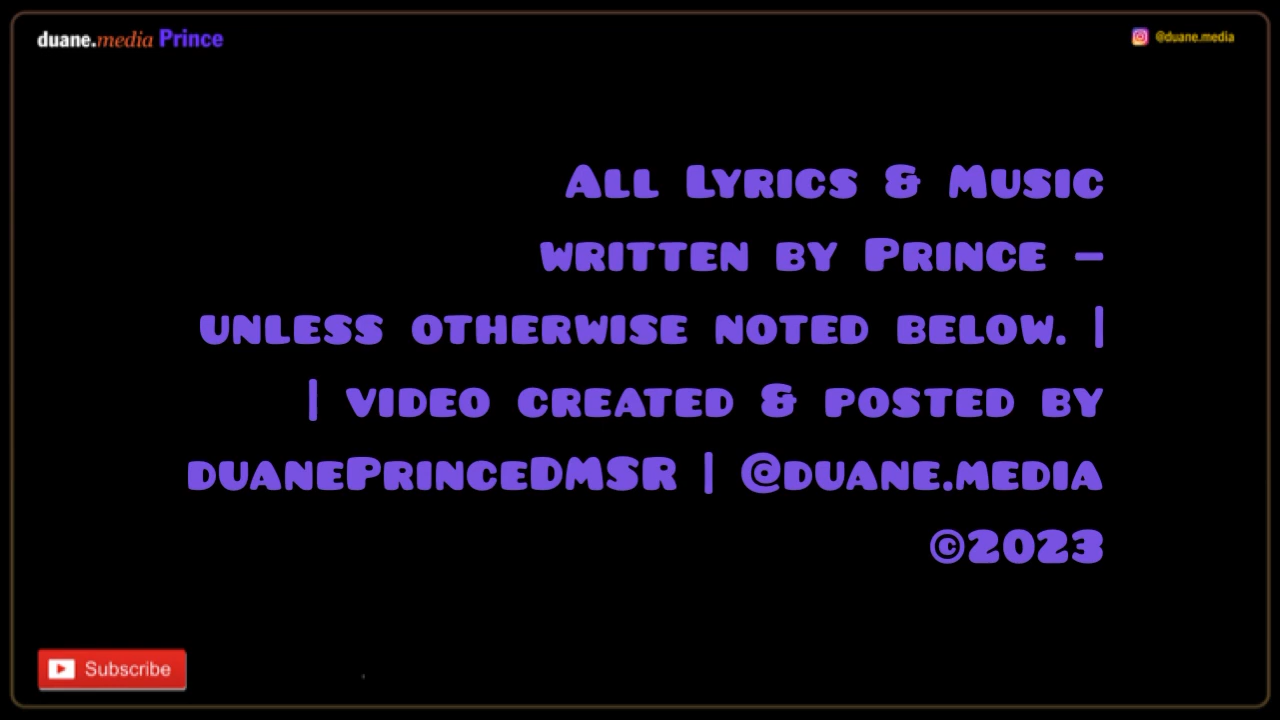 duane.media Prince
@duane.media
All Lyrics & Music
written by Prince –
unless otherwise noted below. |
| video created & posted by
duanePrinceDMSR | @duane.media
©2023
Subscribe